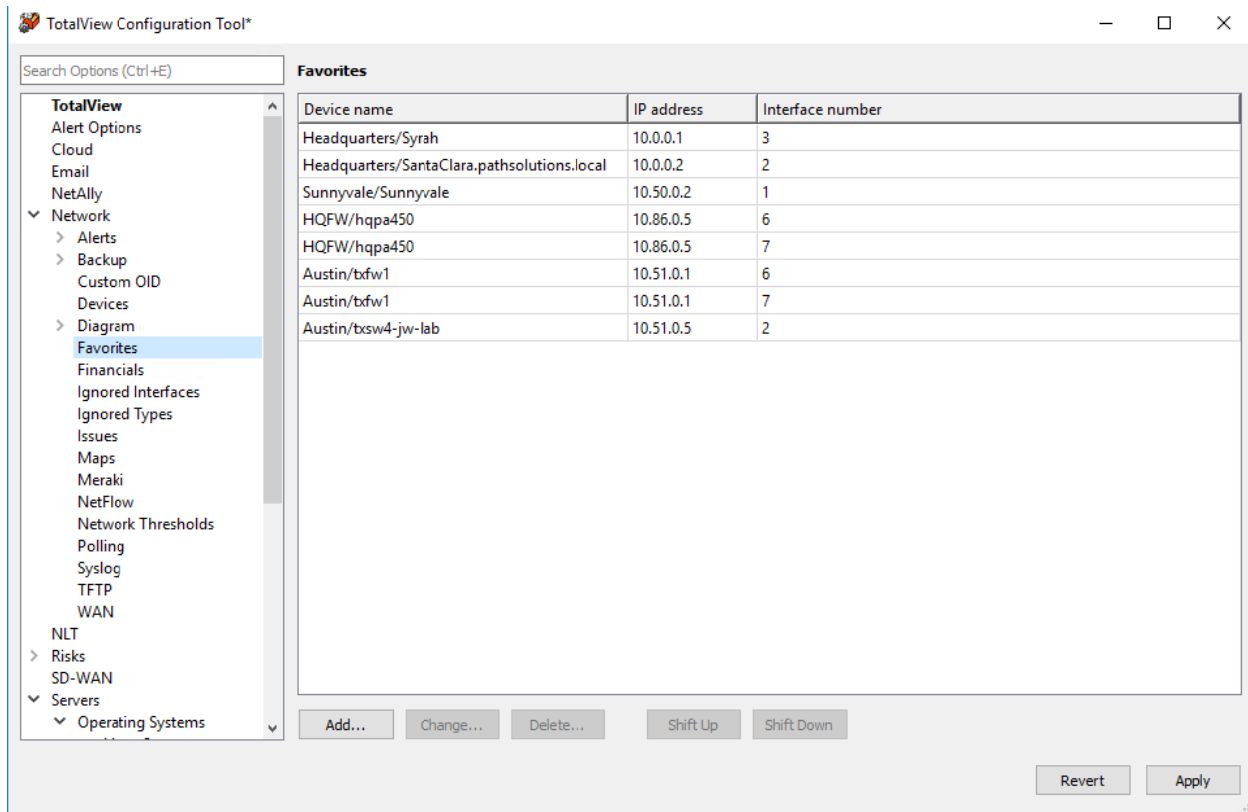 TotalView Configuration Tool*
Search Options (Ctrl+E)
TotalView
Alert Options
Cloud
Email
NetAlly
Network
Alerts
Backup
Custom OID
Devices
Diagram
Favorites
Financials
Ignored Interfaces
Ignored Types
Issues
Maps
Meraki
NetFlow
Network Thresholds
Polling
Syslog
TFTP
WAN
NLT
Risks
SD-WAN
Servers
Operating Systems
Favorites
Device name IP address Interface number
Headquarters/Syrah 10.0.0.1 3
Headquarters/SantaClara.pathsolutions.local 10.0.0.2 2
Sunnyvale/Sunnyvale 10.50.0.2 1
HQFW/hqpa450 10.86.0.5 6
HQFW/hqpa450 10.86.0.5 7
Austin/txfw1 10.51.0.1 6
Austin/txfw1 10.51.0.1 7
Austin/txsw4-jw-lab 10.51.0.5 2
Add... Change... Delete... Shift Up Shift Down
Revert Apply